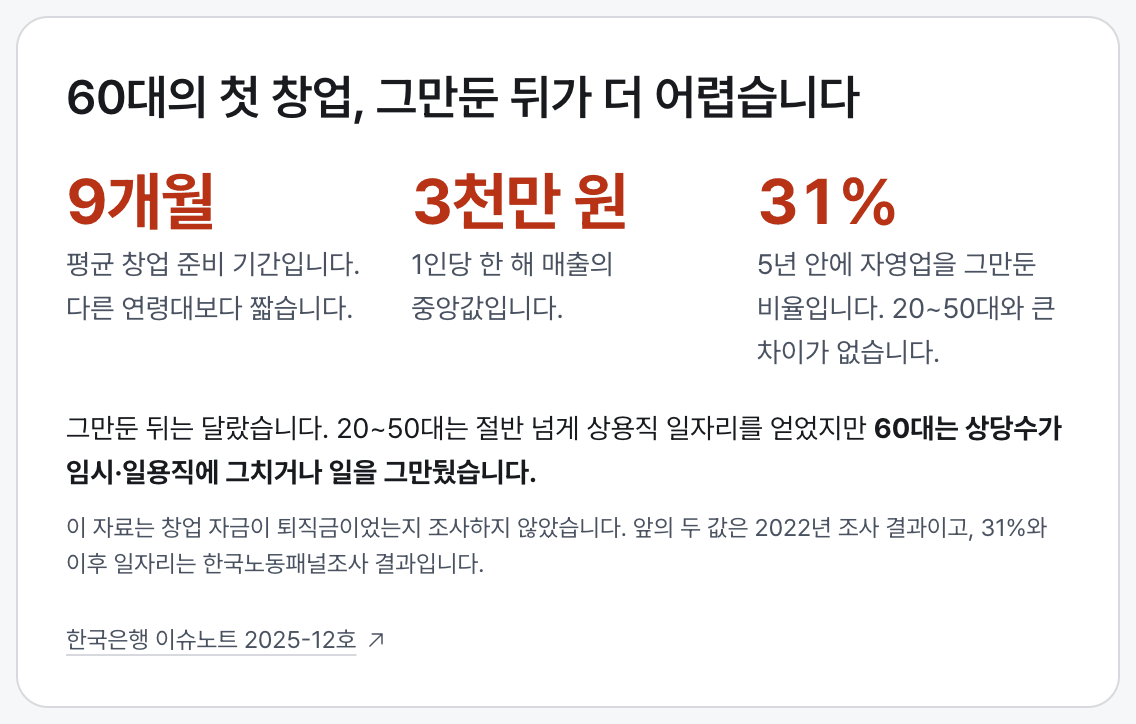 60대의 첫 창업, 그만둔 뒤가 더 어렵습니다
9개월
평균 창업 준비 기간입니다.
다른 연령대보다 짧습니다.
3천만 원
1인당 한 해 매출의
중앙값입니다.
31%
5년 안에 자영업을 그만둔
비율입니다. 20~50대와 큰
차이가 없습니다.
그만둔 뒤는 달랐습니다. 20~50대는 절반 넘게 상용직 일자리를 얻었지만 60대는 상당수가
임시·일용직에 그치거나 일을 그만뒀습니다.
이 자료는 창업 자금이 퇴직금이었는지 조사하지 않았습니다. 앞의 두 값은 2022년 조사 결과이고, 31%와
이후 일자리는 한국노동패널조사 결과입니다.
한국은행 이슈노트 2025-12호 ↗